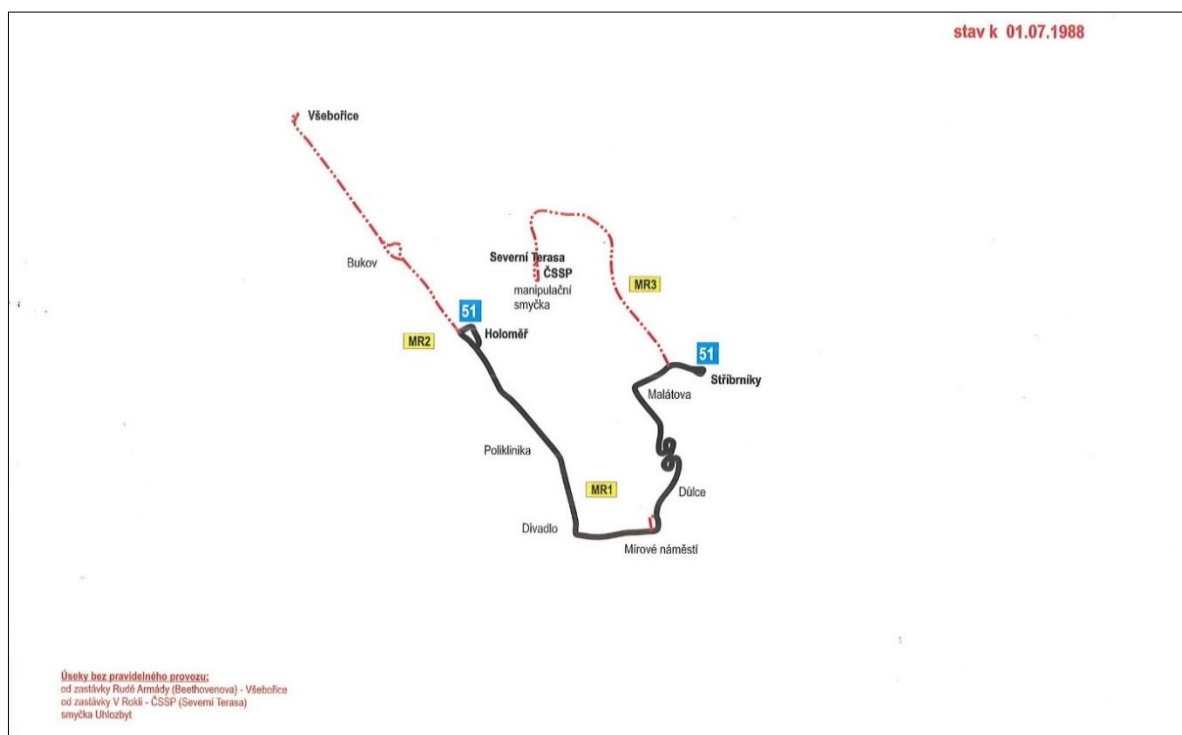 stav k 01.07.1988
Všebořice
Bukov
Severní Terasa
ČSSP
manipulační
smyčka
MR3
51
Holoměř
MR2
51
Stříbrníky
Malátova
Poliklinika
MR1
Důlce
Divadlo
Mírové náměstí
Úseky bez pravidelného provozu:
od zastávky Rudé Armády (Beethovenova) - Všebořice
od zastávky V Rokli - ČSSP (Severní Terasa)
smyčka Uhlozbyt